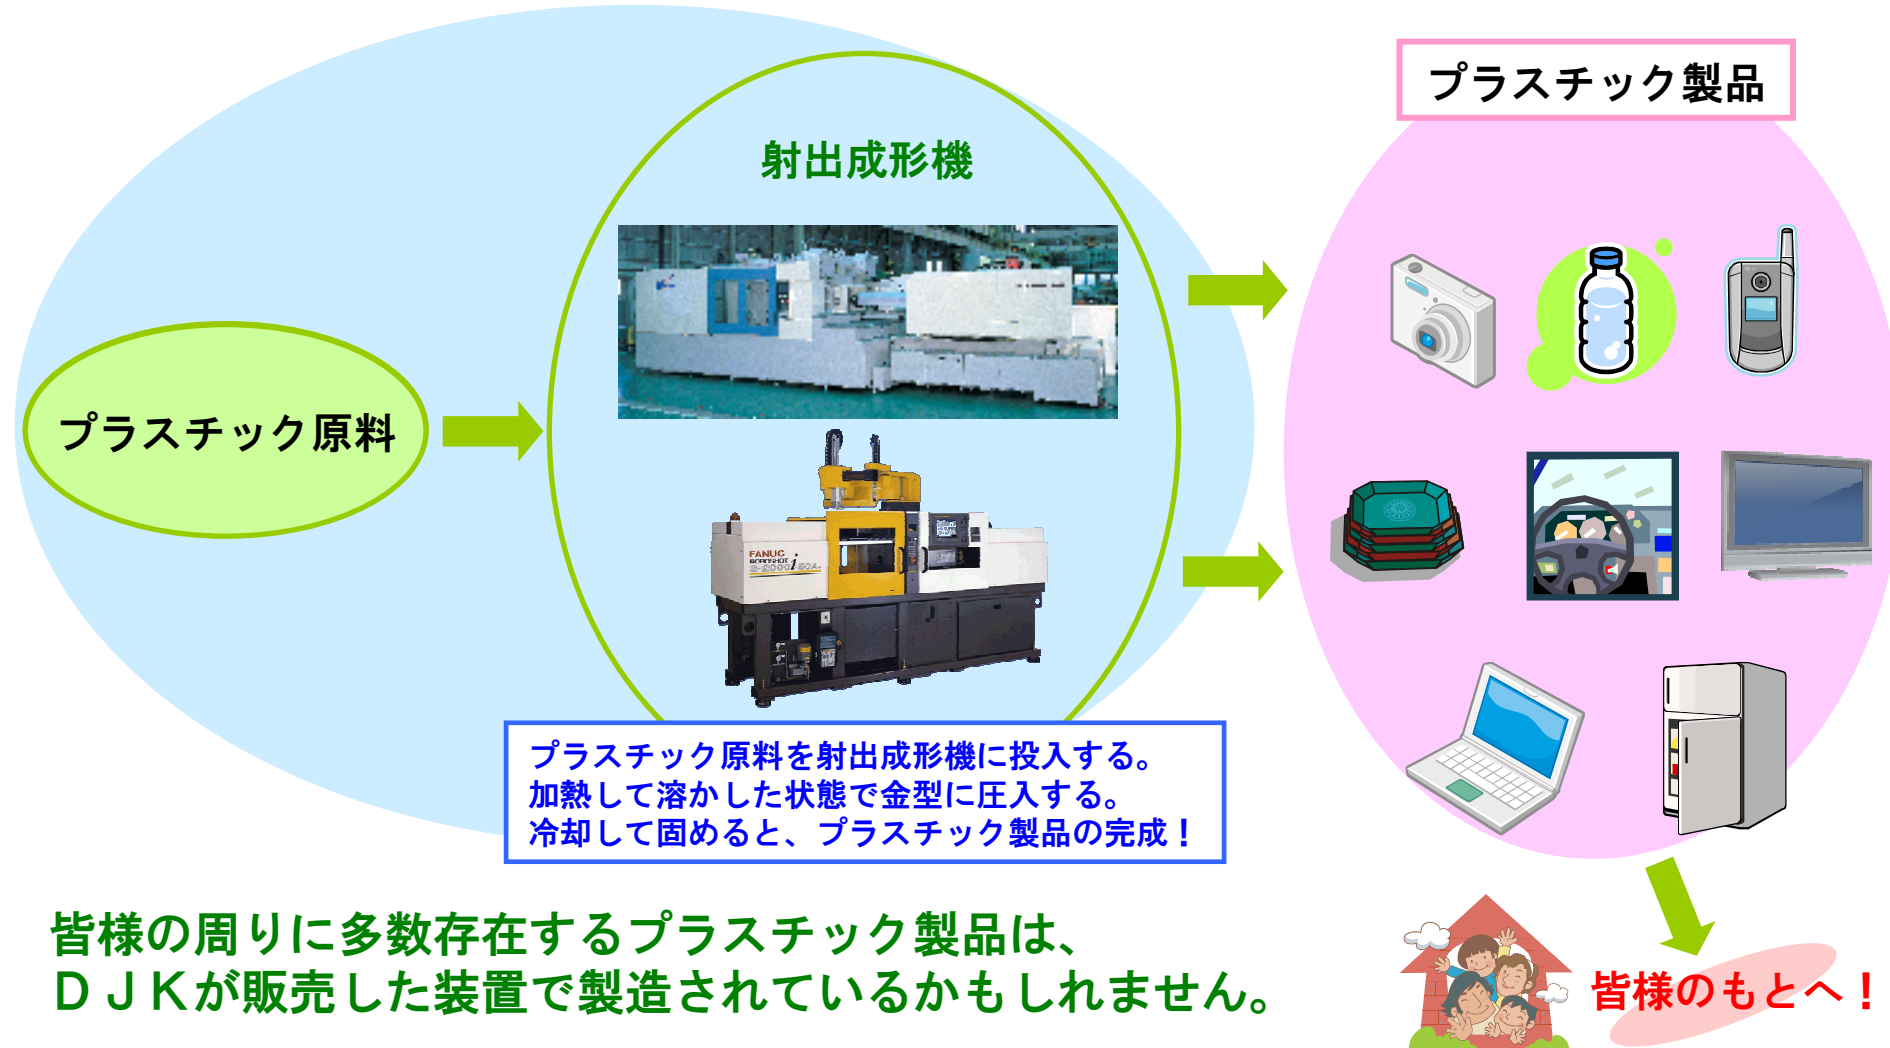 プラスチック製品
射出成形機
プラスチック原料
FANUC
ROBOSHOT
S-2000i 50A
プラスチック原料を射出成形機に投入する。
加熱して溶かした状態で金型に圧入する。
冷却して固めると、プラスチック製品の完成！
皆様の周りに多数存在するプラスチック製品は、
ＤＪＫが販売した装置で製造されているかもしれません。
皆様のもとへ！